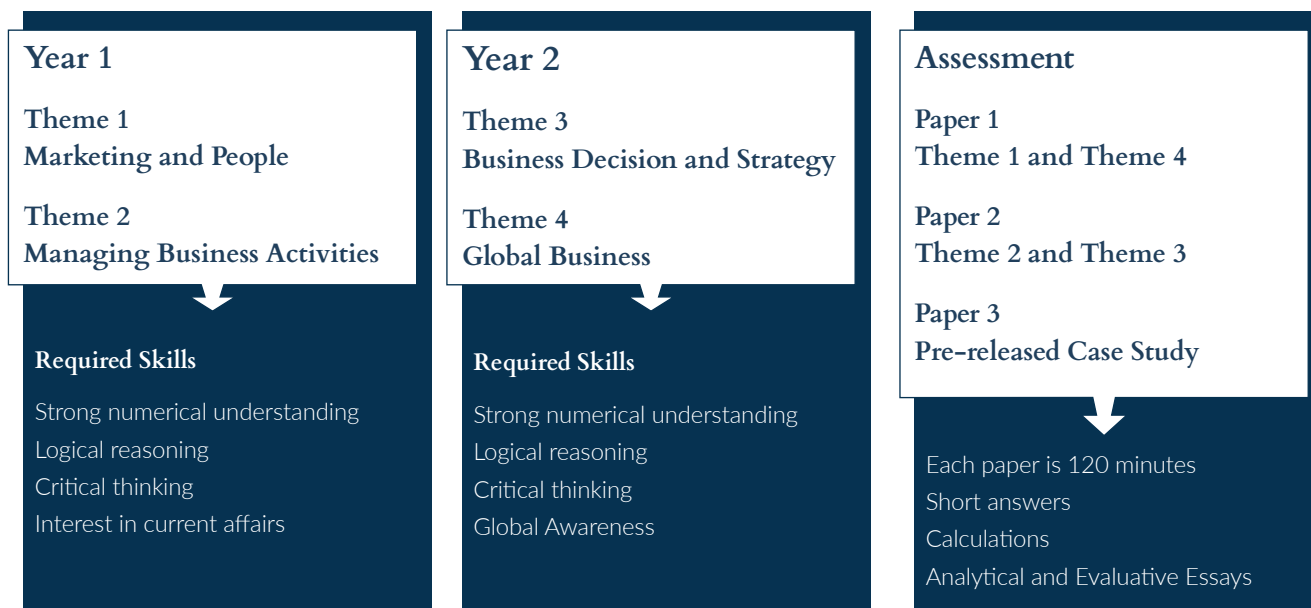 Year 1
Theme 1
Marketing and People
Theme 2
Managing Business Activities
Required Skills
Strong numerical understanding
Logical reasoning
Critical thinking
Interest in current affairs
Year 2
Theme 3
Business Decision and Strategy
Theme 4
Global Business
Required Skills
Strong numerical understanding
Logical reasoning
Critical thinking
Global Awareness
Assessment
Paper 1
Theme 1 and Theme 4
Paper 2
Theme 2 and Theme 3
Paper 3
Pre-released Case Study
Each paper is 120 minutes
Short answers
Calculations
Analytical and Evaluative Essays